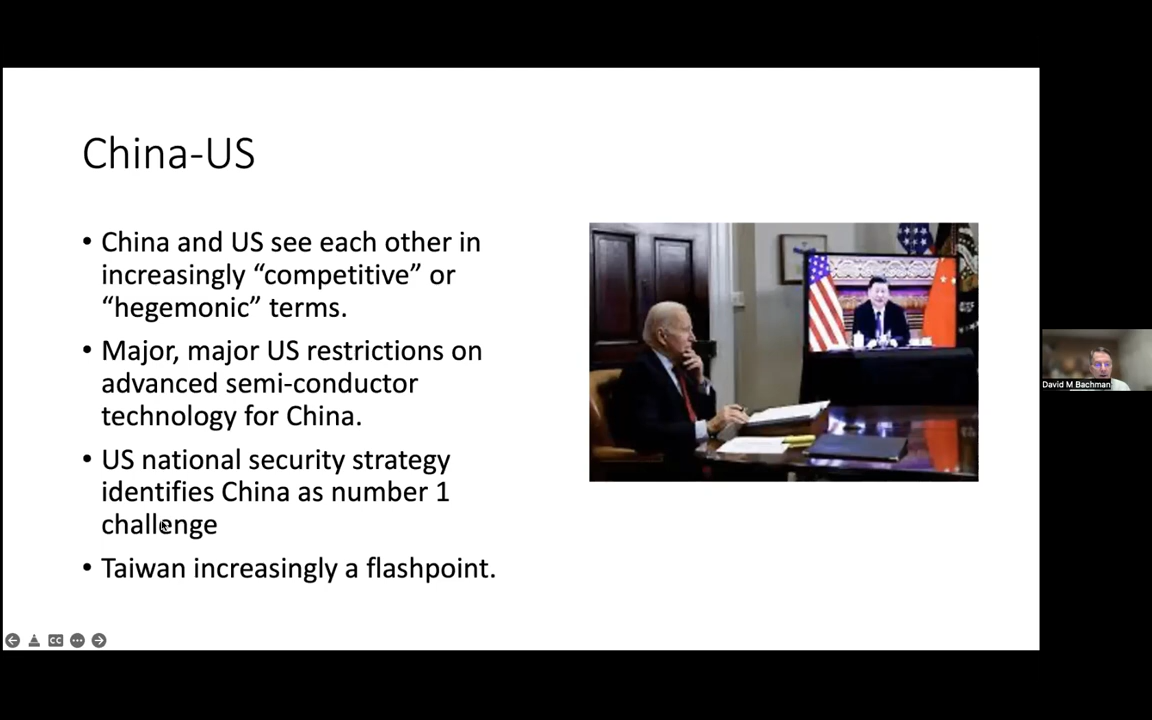 China-US
• China and US see each other in
increasingly “competitive” or
“hegemonic” terms.
• Major, major US restrictions on
advanced semi-conductor
technology for China.
• US national security strategy
identifies China as number 1
challenge
• Taiwan increasingly a flashpoint.
David M Bachman
CC